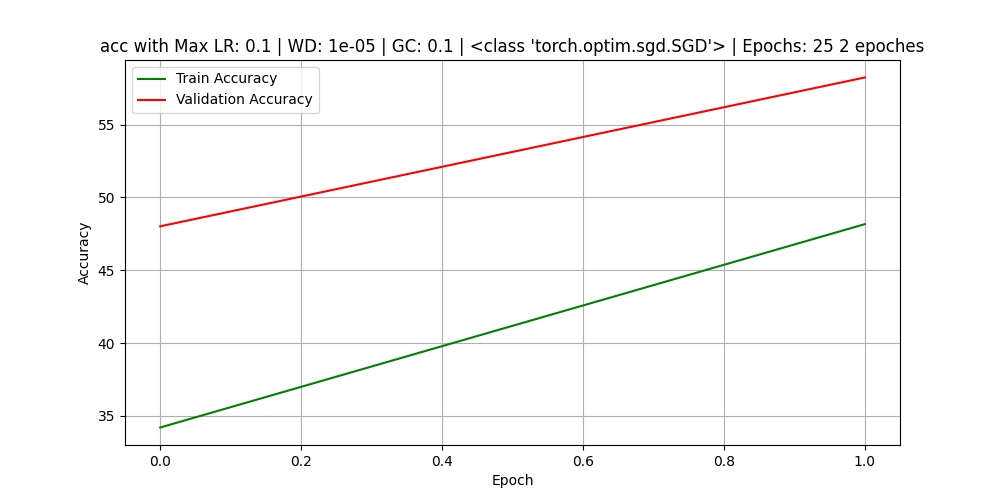 acc with Max LR: 0.1 | WD: 1e-05 | GC: 0.1 | <class 'torch.optim.sgd.SGD'> | Epochs: 25 2 epoches
Train Accuracy
Validation Accuracy
55
50
45
40
35
Accuracy
0.0 0.2 0.4 0.6 0.8 1.0
Epoch